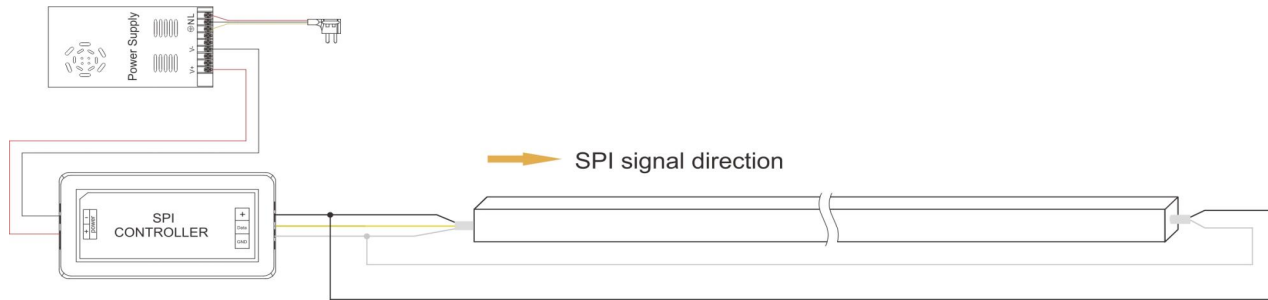 Power Supply
⏚NL
V-
V+
SPI signal direction
SPI
CONTROLLER
+ -
power
+
Data
GND